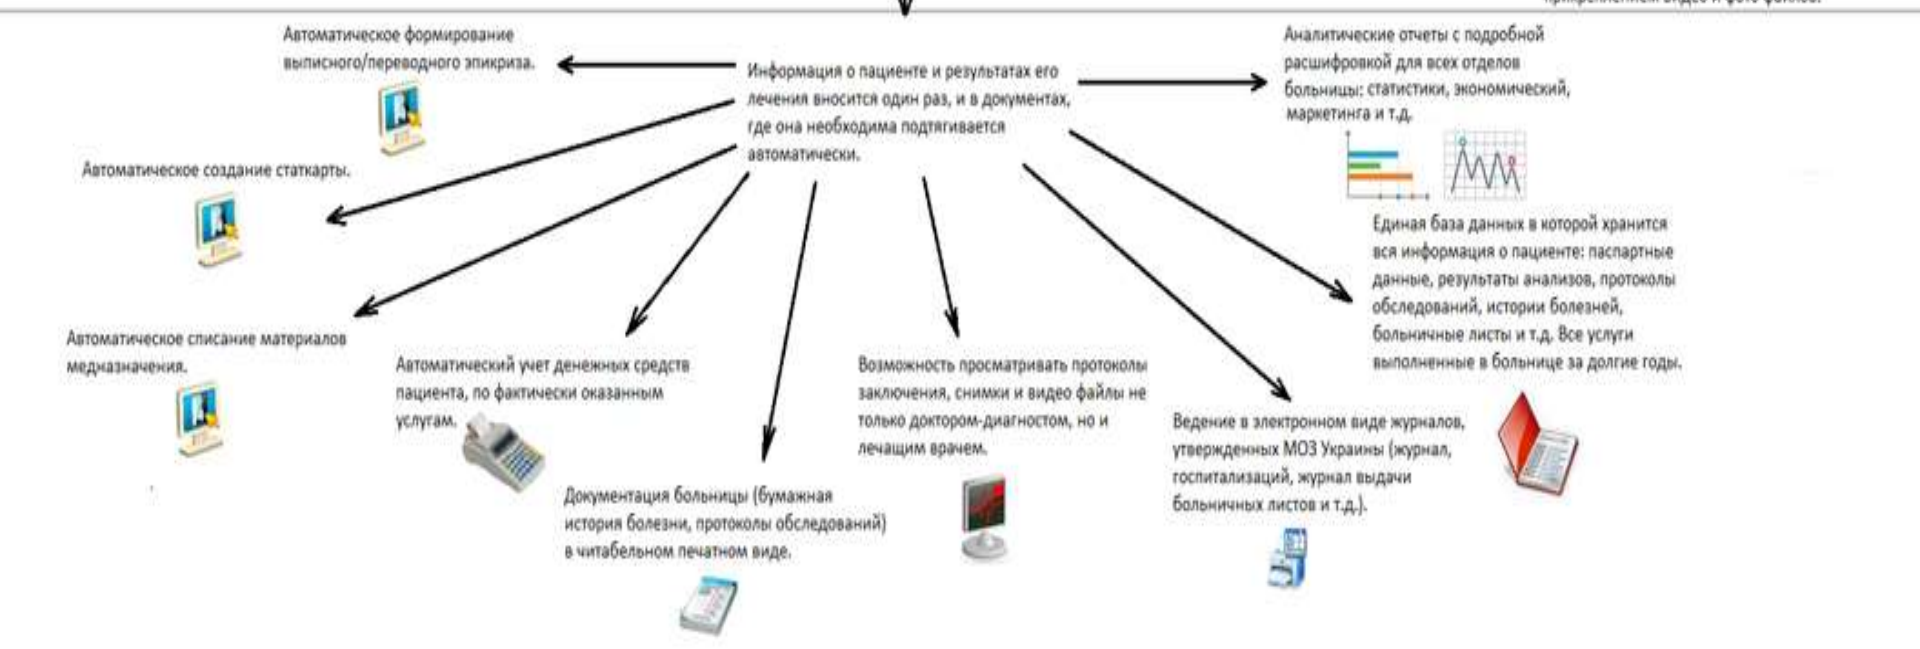 прикреплением видео и фото файлов.
Автоматическое формирование
выписного/переводного эпикриза.
Информация о пациенте и результатах его
лечения вносится один раз, и в документах,
где она необходима подтягивается
автоматически.
Аналитические отчеты с подробной
расшифровкой для всех отделов
больницы: статистики, экономический,
маркетинга и т.д.
Автоматическое создание статкарты.
Единая база данных в которой хранится
вся информация о пациенте: паспартные
данные, результаты анализов, протоколы
обследований, истории болезней,
больничные листы и т.д. Все услуги
выполненные в больнице за долгие годы.
Автоматическое списание материалов
медназначения.
Автоматический учет денежных средств
пациента, по фактически оказанным
услугам.
Возможность просматривать протоколы
заключения, снимки и видео файлы не
только доктором-диагностом, но и
лечащим врачем.
Ведение в электронном виде журналов,
утвержденных МОЗ Украины (журнал,
госпитализаций, журнал выдачи
больничных листов и т.д.).
Документация больницы (бумажная
история болезни, протоколы обследований)
в читабельном печатном виде.